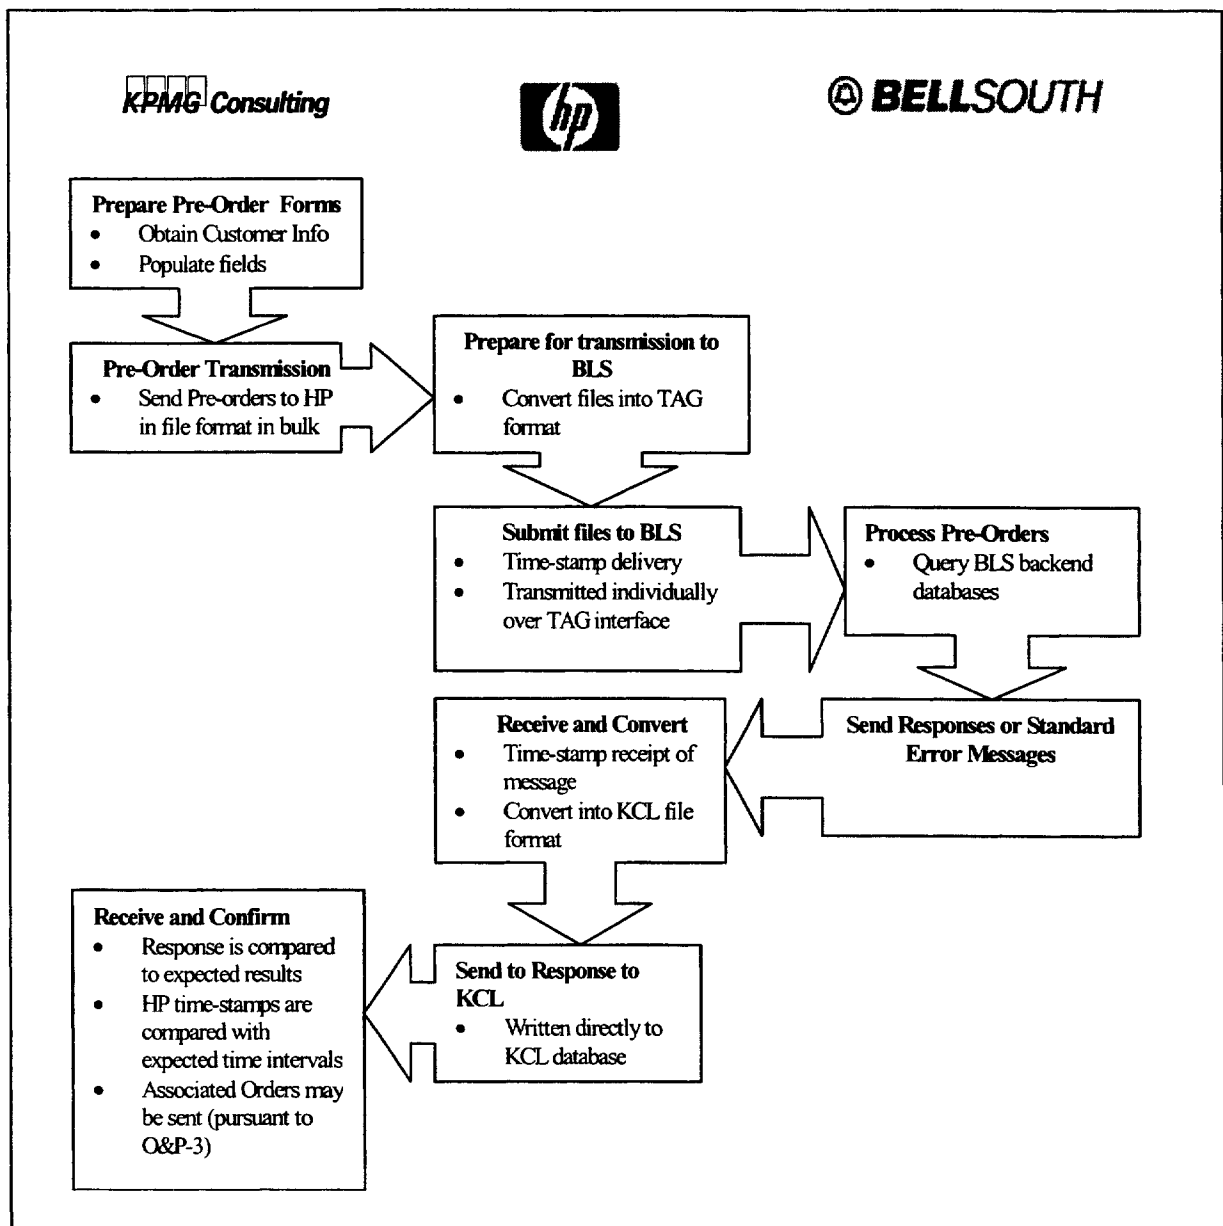 KPMG Consulting
hp
BELLSOUTH
Prepare Pre-Order Forms
• Obtain Customer Info
• Populate fields
Pre-Order Transmission
• Send Pre-orders to HP
in file format in bulk
Prepare for transmission to
BLS
• Convert files into TAG
format
Submit files to BLS
• Time-stamp delivery
• Transmitted individually
over TAG interface
Process Pre-Orders
• Query BLS backend
databases
Send Responses or Standard
Error Messages
Receive and Convert
• Time-stamp receipt of
message
• Convert into KCL file
format
Send to Response to
KCL
• Written directly to
KCL database
Receive and Confirm
• Response is compared
to expected results
• HP time-stamps are
compared with
expected time intervals
• Associated Orders may
be sent (pursuant to
O&P-3)